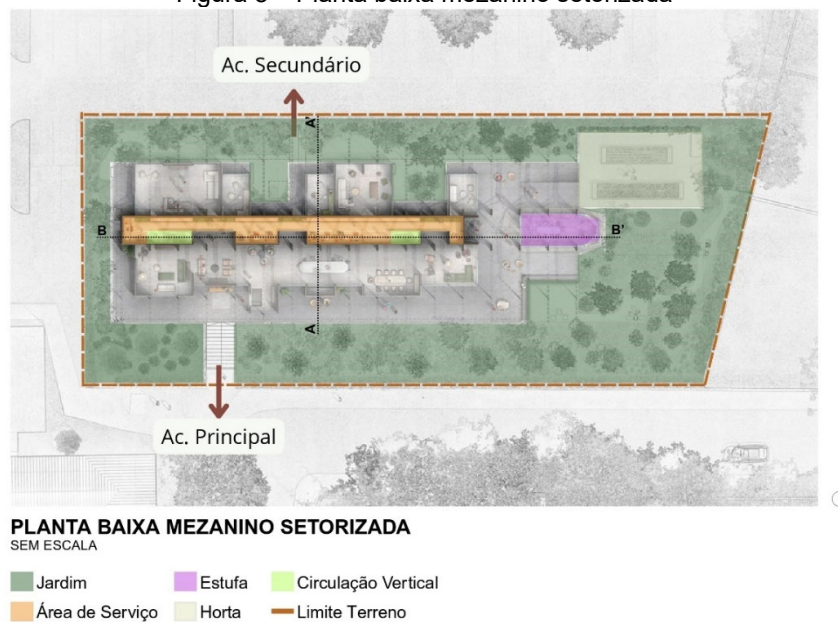 Ac. Secundário
A'
B
B'
A
Ac. Principal
PLANTA BAIXA MEZANINO SETORIZADA
SEM ESCALA
Jardim
Estufa
Circulação Vertical
Área de Serviço
Horta
Limite Terreno